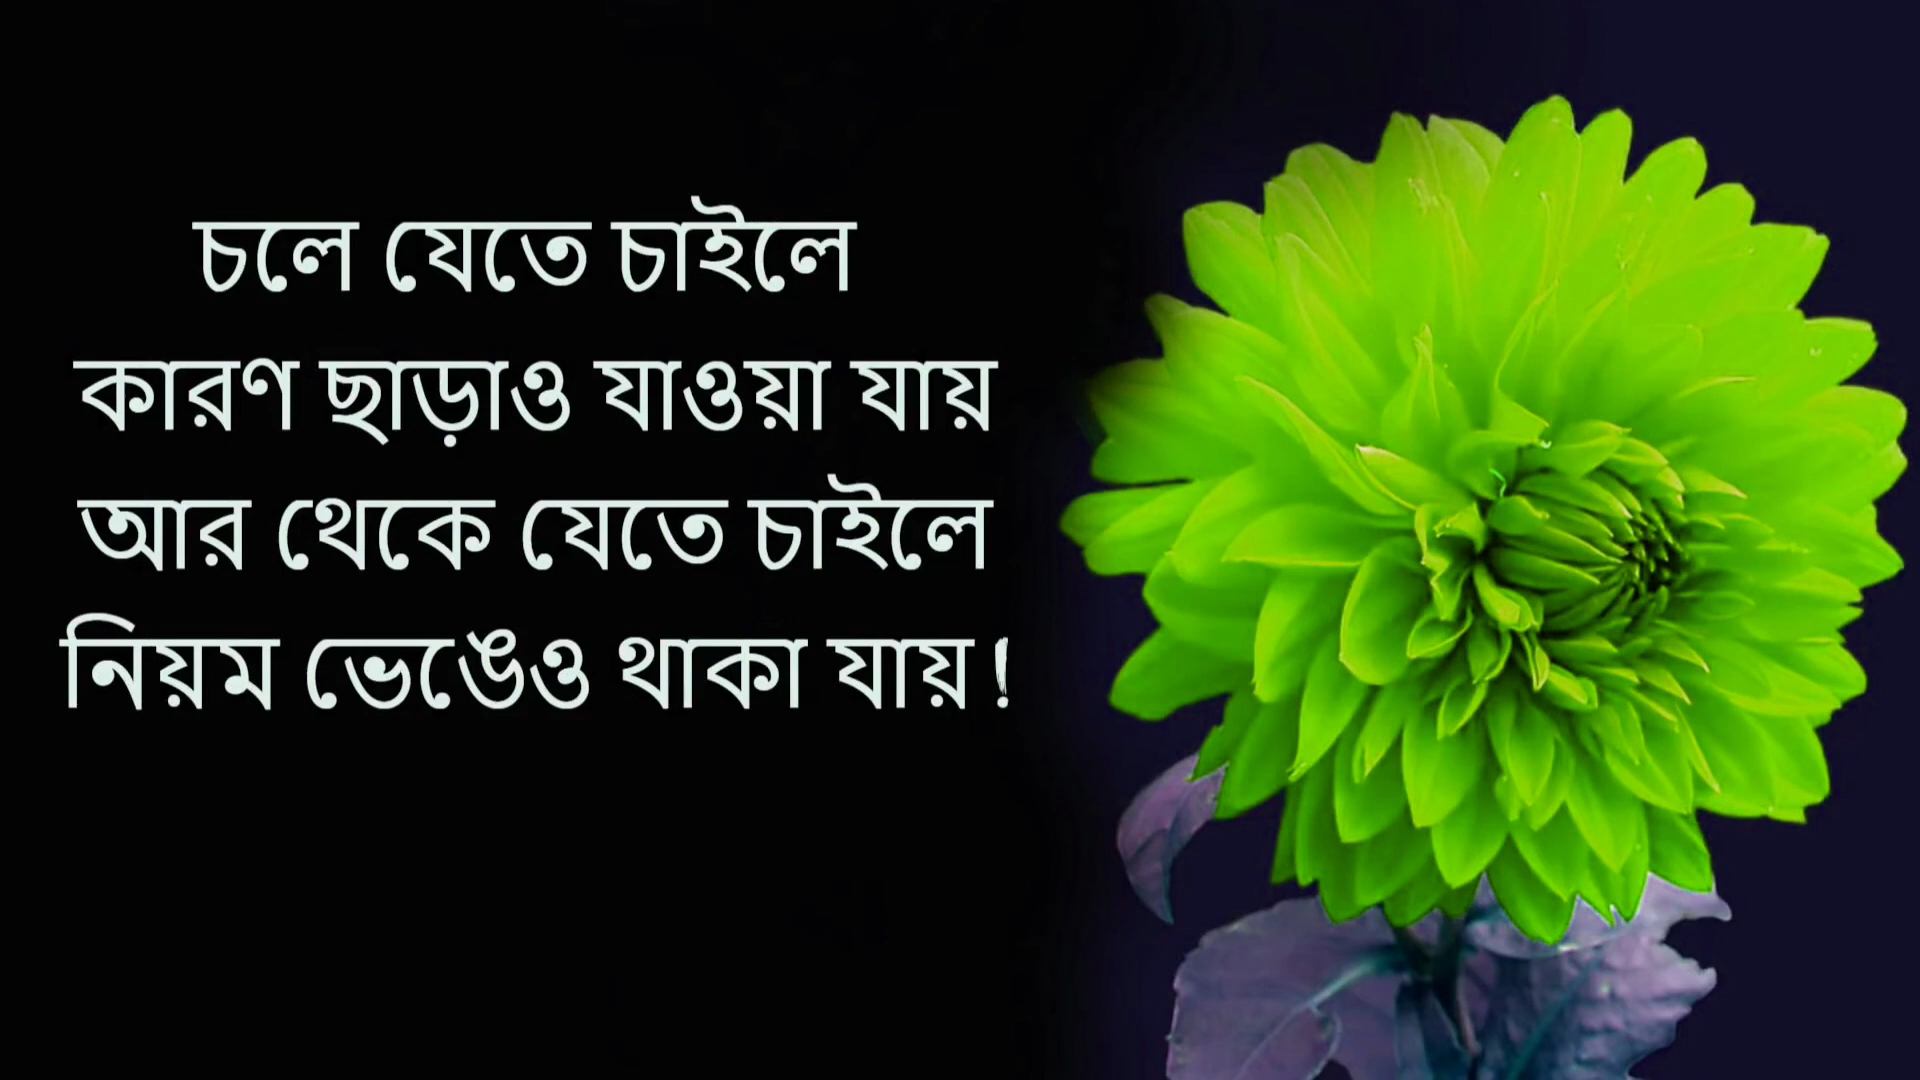 চলে যেতে চাইলে
কারণ ছাড়াও যাওয়া যায়
আর থেকে যেতে চাইলে
নিয়ম ভেঙেও থাকা যায়!